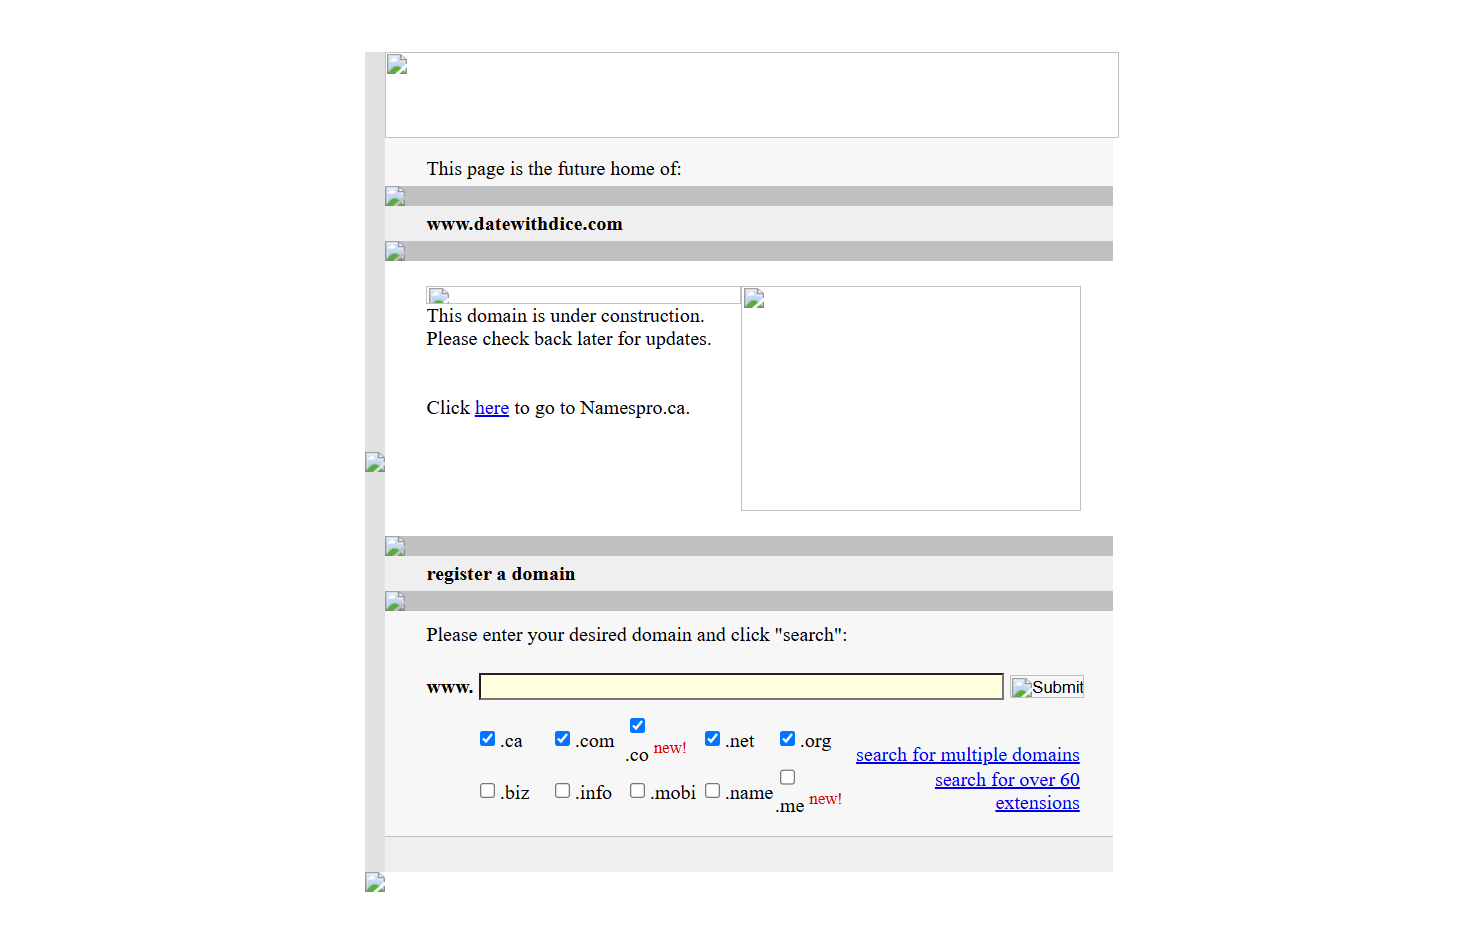 This page is the future home of:
www.datewithdice.com
This domain is under construction.
Please check back later for updates.
Click here to go to Namespro.ca.
register a domain
Please enter your desired domain and click "search":
www. Submit
.ca .com .co new! .net .org
search for multiple domains
.biz .info .mobi .name .me new!
search for over 60
extensions